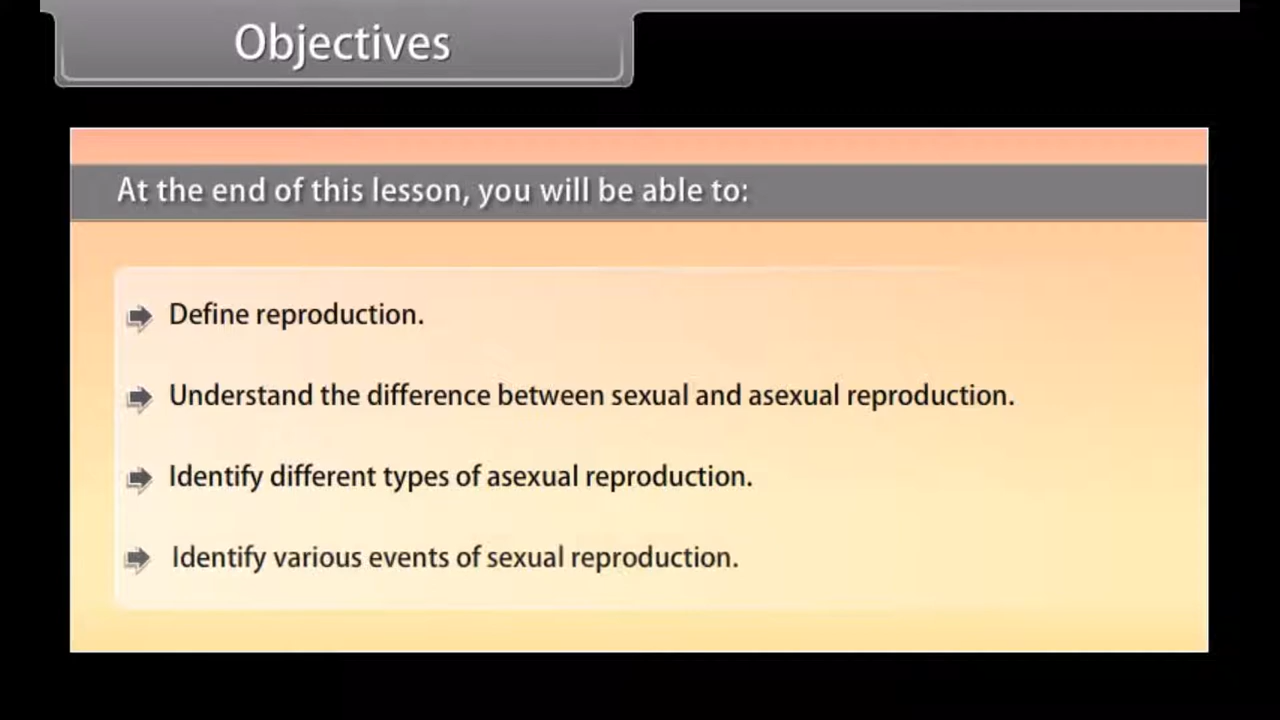 Objectives
At the end of this lesson, you will be able to:
Define reproduction.
Understand the difference between sexual and asexual reproduction.
Identify different types of asexual reproduction.
Identify various events of sexual reproduction.